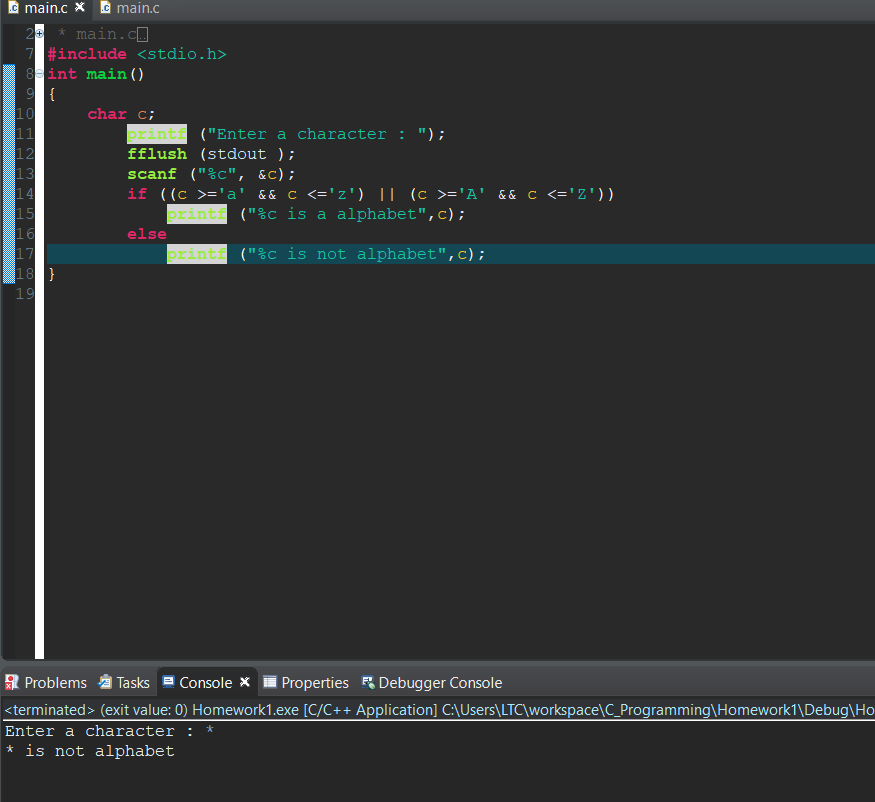 main.c main.c
2 * main.c
7 #include <stdio.h>
8 int main()
9 {
10 char c;
11 printf ("Enter a character : ");
12 fflush (stdout );
13 scanf ("%c", &c);
14 if ((c >='a' && c <='z') || (c >='A' && c <='Z'))
15 printf ("%c is a alphabet",c);
16 else
17 printf ("%c is not alphabet",c);
18 }
19
Problems Tasks Console Properties Debugger Console
<terminated> (exit value: 0) Homework1.exe [C/C++ Application] C:\Users\LTC\workspace\C_Programming\Homework1\Debug\Ho
Enter a character : *
* is not alphabet